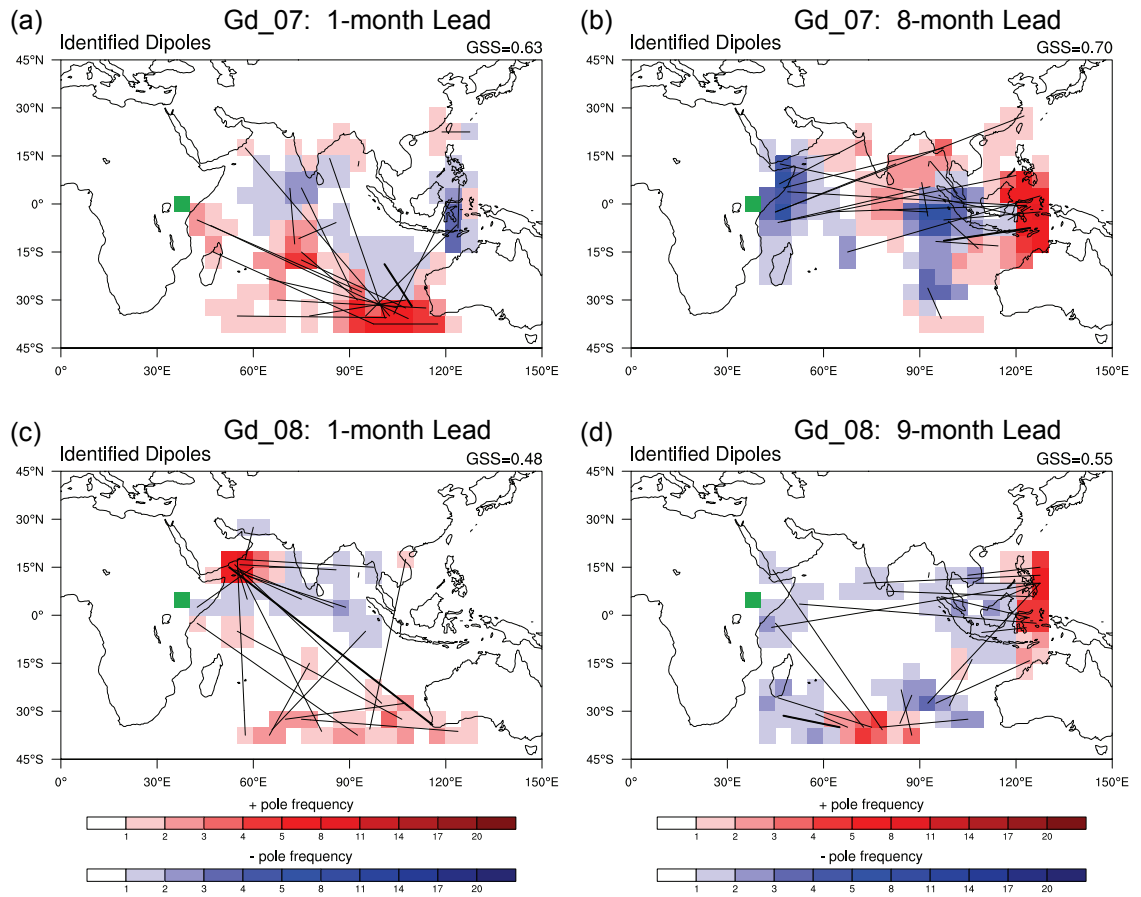 (a) Gd_07: 1-month Lead
Identified Dipoles GSS=0.63
45°N
30°N
15°N
0°
15°S
30°S
45°S
0° 30°E 60°E 90°E 120°E 150°E
(b) Gd_07: 8-month Lead
Identified Dipoles GSS=0.70
45°N
30°N
15°N
0°
15°S
30°S
45°S
0° 30°E 60°E 90°E 120°E 150°E
(c) Gd_08: 1-month Lead
Identified Dipoles GSS=0.48
45°N
30°N
15°N
0°
15°S
30°S
45°S
0° 30°E 60°E 90°E 120°E 150°E
(d) Gd_08: 9-month Lead
Identified Dipoles GSS=0.55
45°N
30°N
15°N
0°
15°S
30°S
45°S
0° 30°E 60°E 90°E 120°E 150°E
+ pole frequency
1 2 3 4 5 8 11 14 17 20
- pole frequency
1 2 3 4 5 8 11 14 17 20
+ pole frequency
1 2 3 4 5 8 11 14 17 20
- pole frequency
1 2 3 4 5 8 11 14 17 20